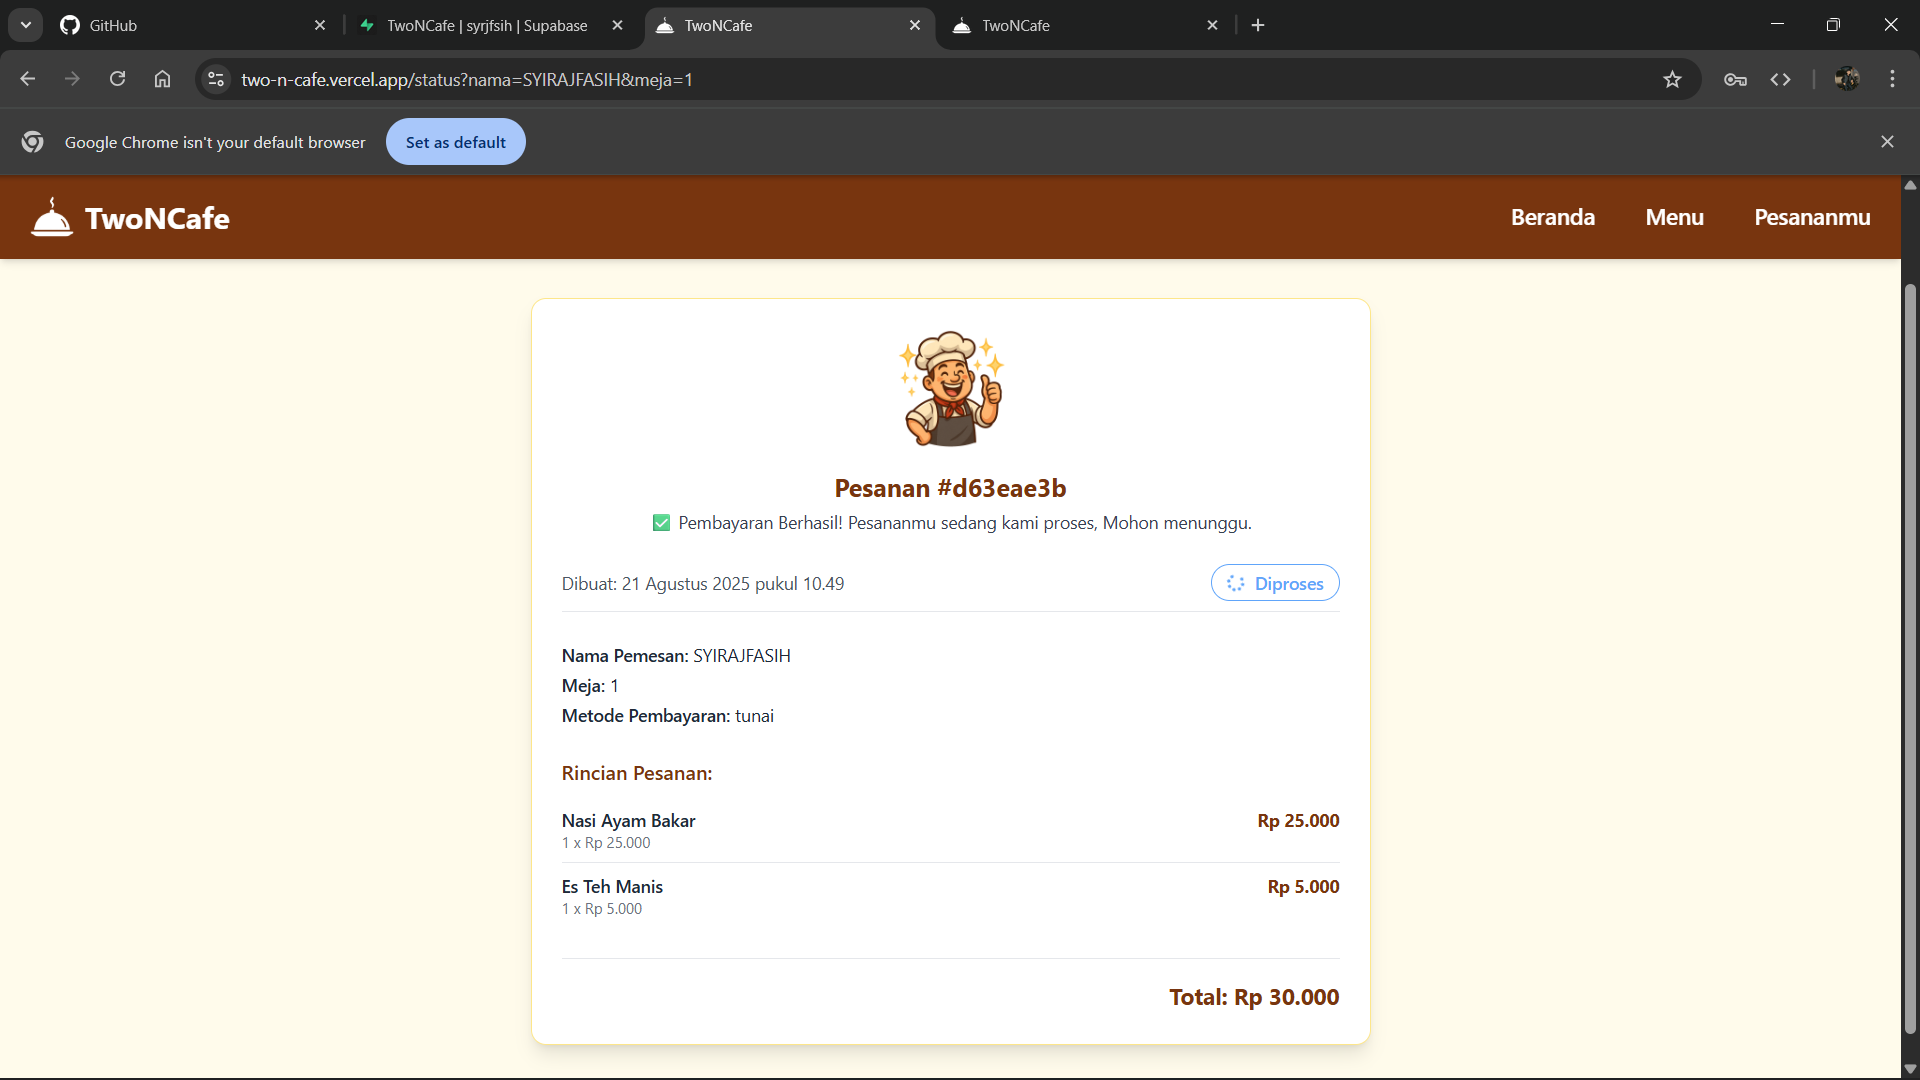 GitHub
TwoNCafe | syrjfsih | Supabase
TwoNCafe
TwoNCafe
two-n-cafe.vercel.app/status?nama=SYIRAJFASIH&meja=1
Google Chrome isn't your default browser
Set as default
TwoNCafe
Beranda
Menu
Pesananmu
Pesanan #d63eae3b
✅ Pembayaran Berhasil! Pesananmu sedang kami proses, Mohon menunggu.
Dibuat: 21 Agustus 2025 pukul 10.49
Diproses
Nama Pemesan: SYIRAJFASIH
Meja: 1
Metode Pembayaran: tunai
Rincian Pesanan:
Nasi Ayam Bakar
Rp 25.000
1 x Rp 25.000
Es Teh Manis
Rp 5.000
1 x Rp 5.000
Total: Rp 30.000